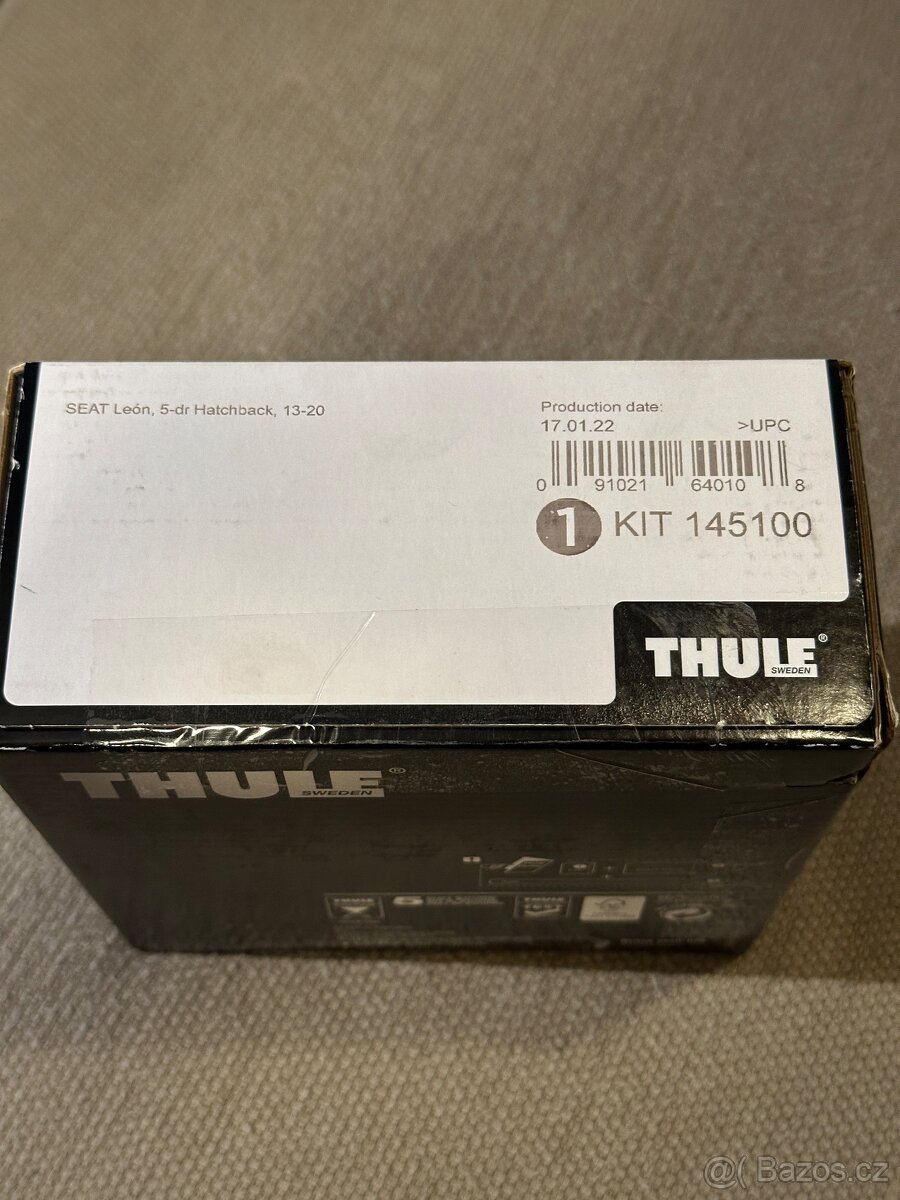 SEAT León, 5-dr Hatchback, 13-20
Production date:
17.01.22 >UPC
0 91021 64010 8
1 KIT 145100
THULE®
SWEDEN
THULE®
SWEDEN
5
@( Bazos.cz